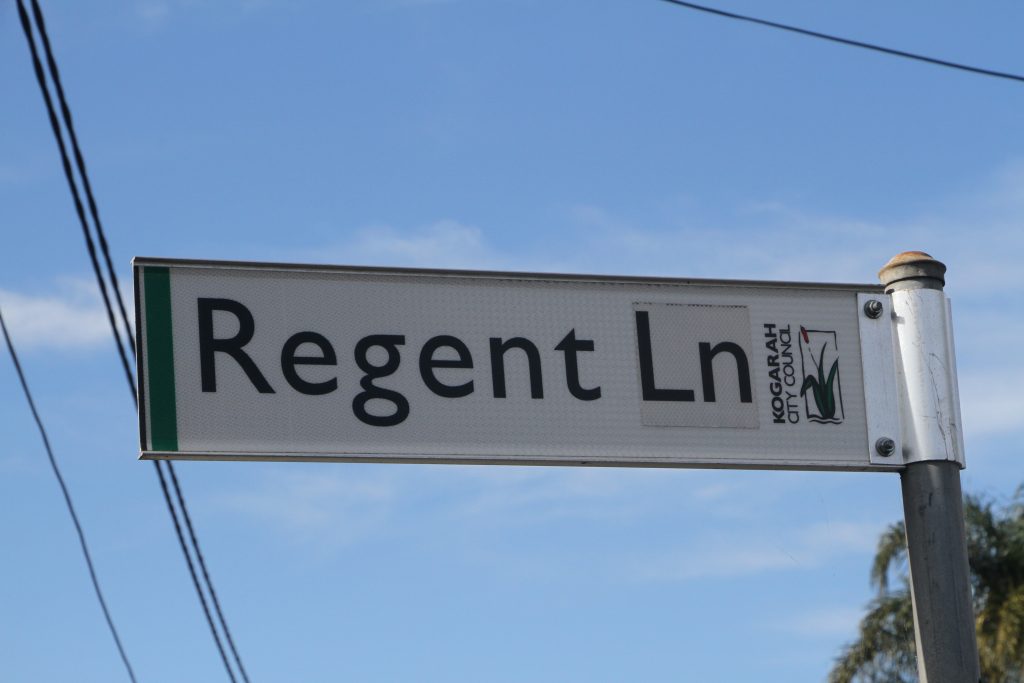 Regent Ln
KOGARAH
CITY COUNCIL